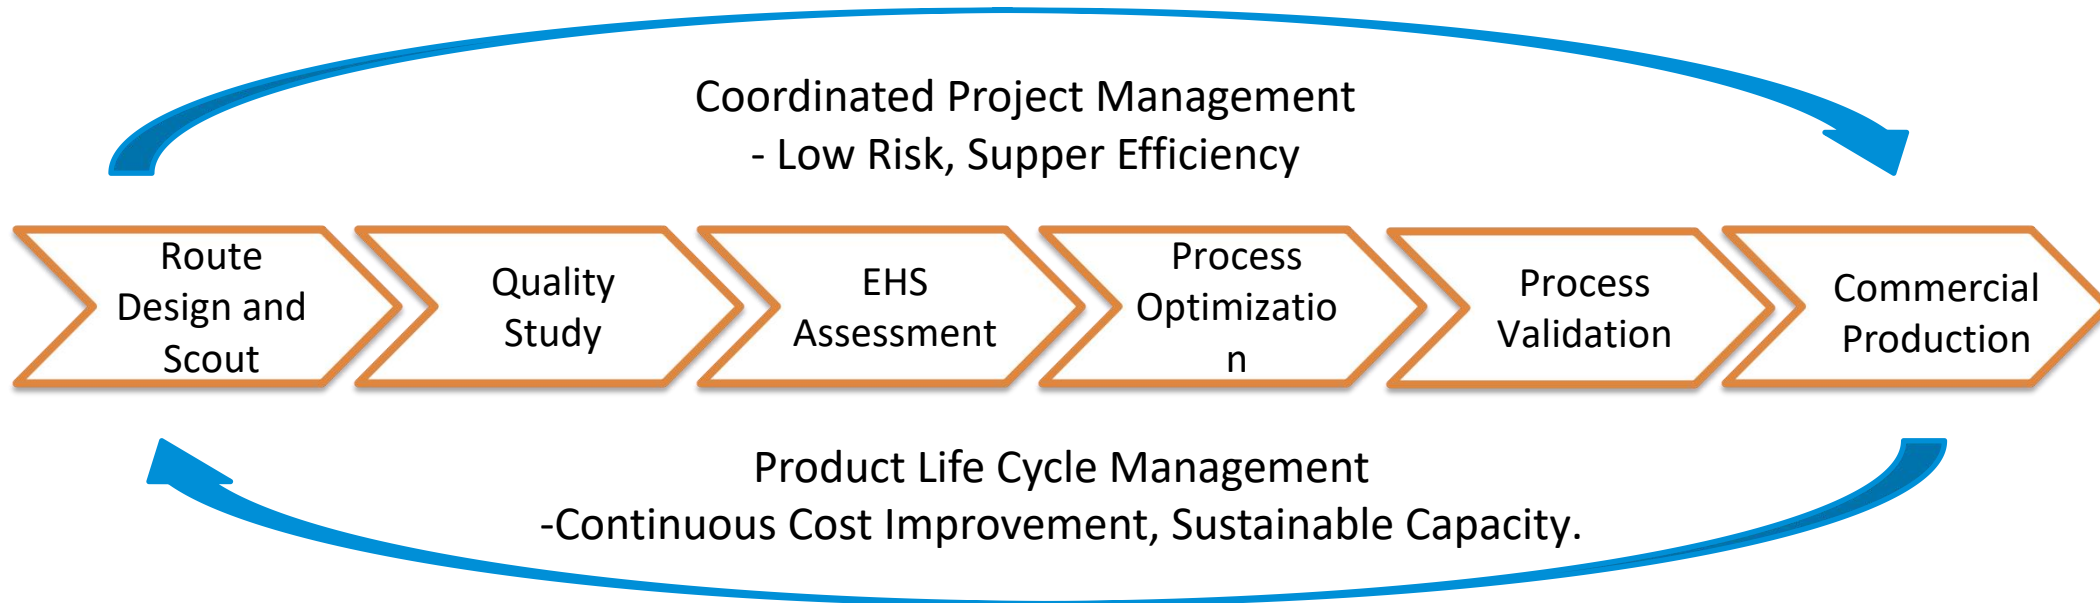 Coordinated Project Management
- Low Risk, Supper Efficiency
Route
Design and
Scout
Quality
Study
EHS
Assessment
Process
Optimizatio
n
Process
Validation
Commercial
Production
Product Life Cycle Management
-Continuous Cost Improvement, Sustainable Capacity.